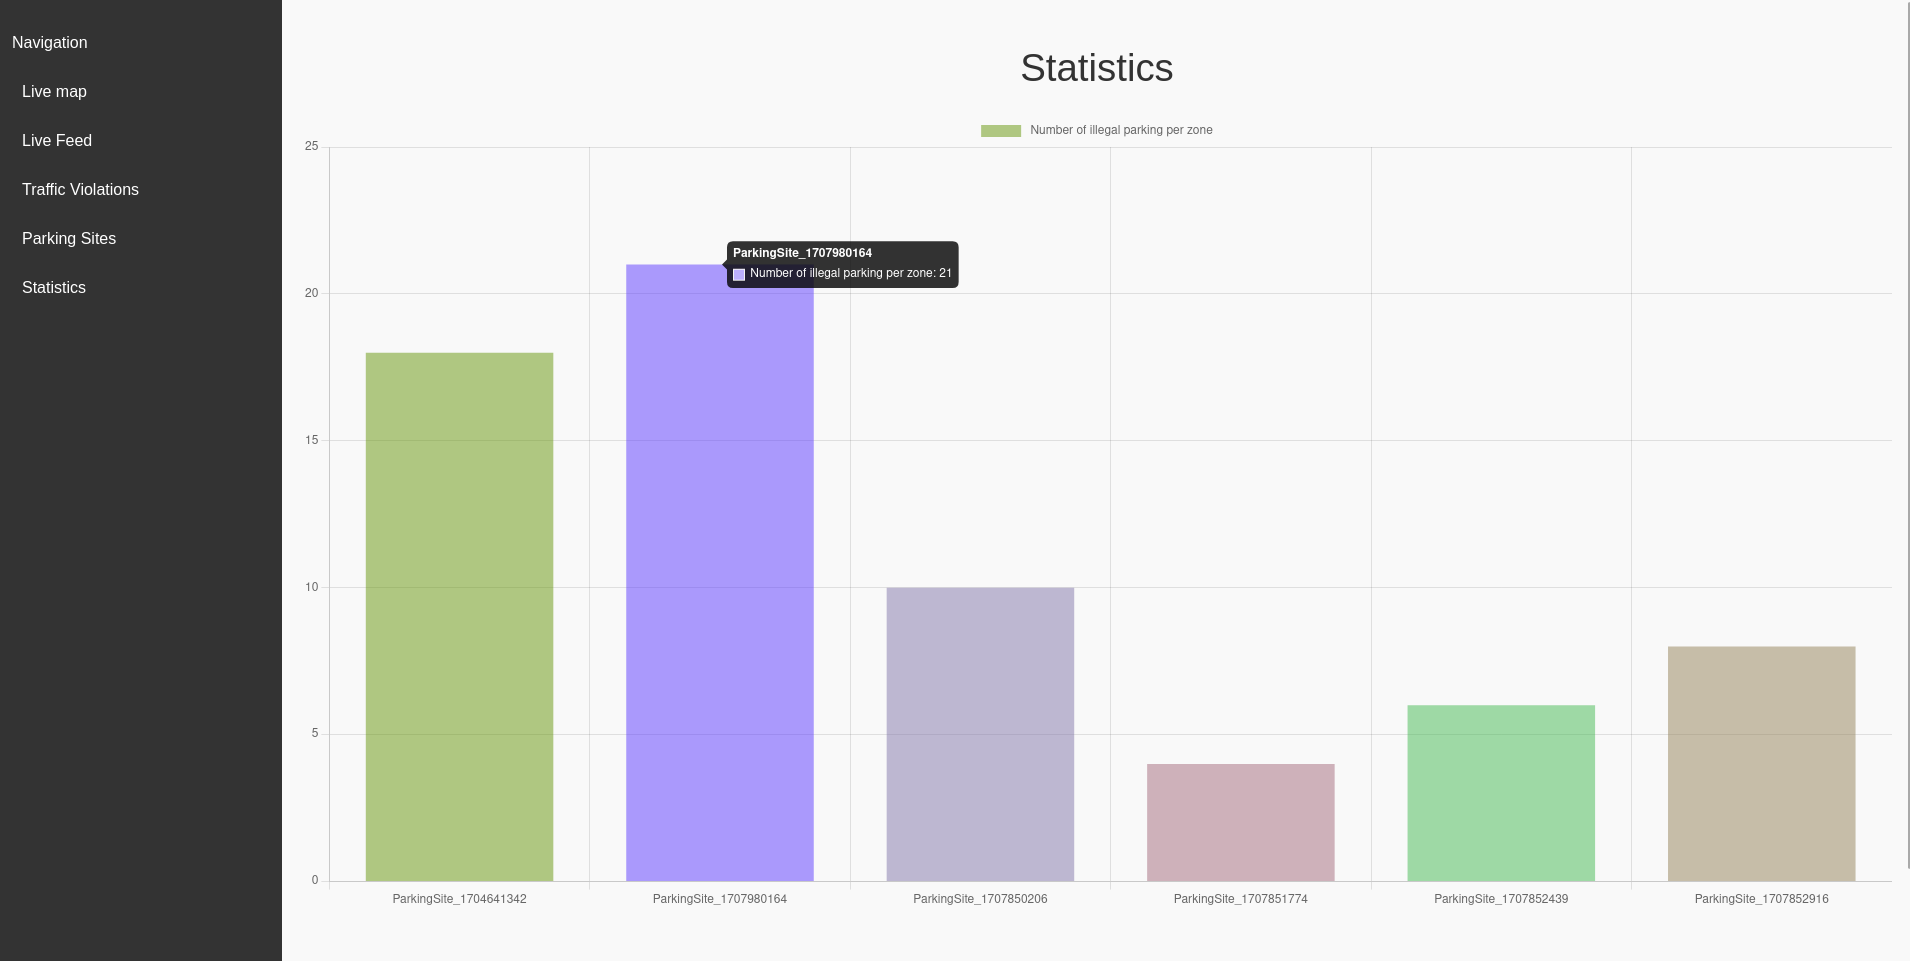 Navigation
Live map
Live Feed
Traffic Violations
Parking Sites
Statistics
Statistics
Number of illegal parking per zone
25
20
15
10
5
0
ParkingSite_1707980164
Number of illegal parking per zone: 21
ParkingSite_1704641342
ParkingSite_1707980164
ParkingSite_1707850206
ParkingSite_1707851774
ParkingSite_1707852439
ParkingSite_1707852916